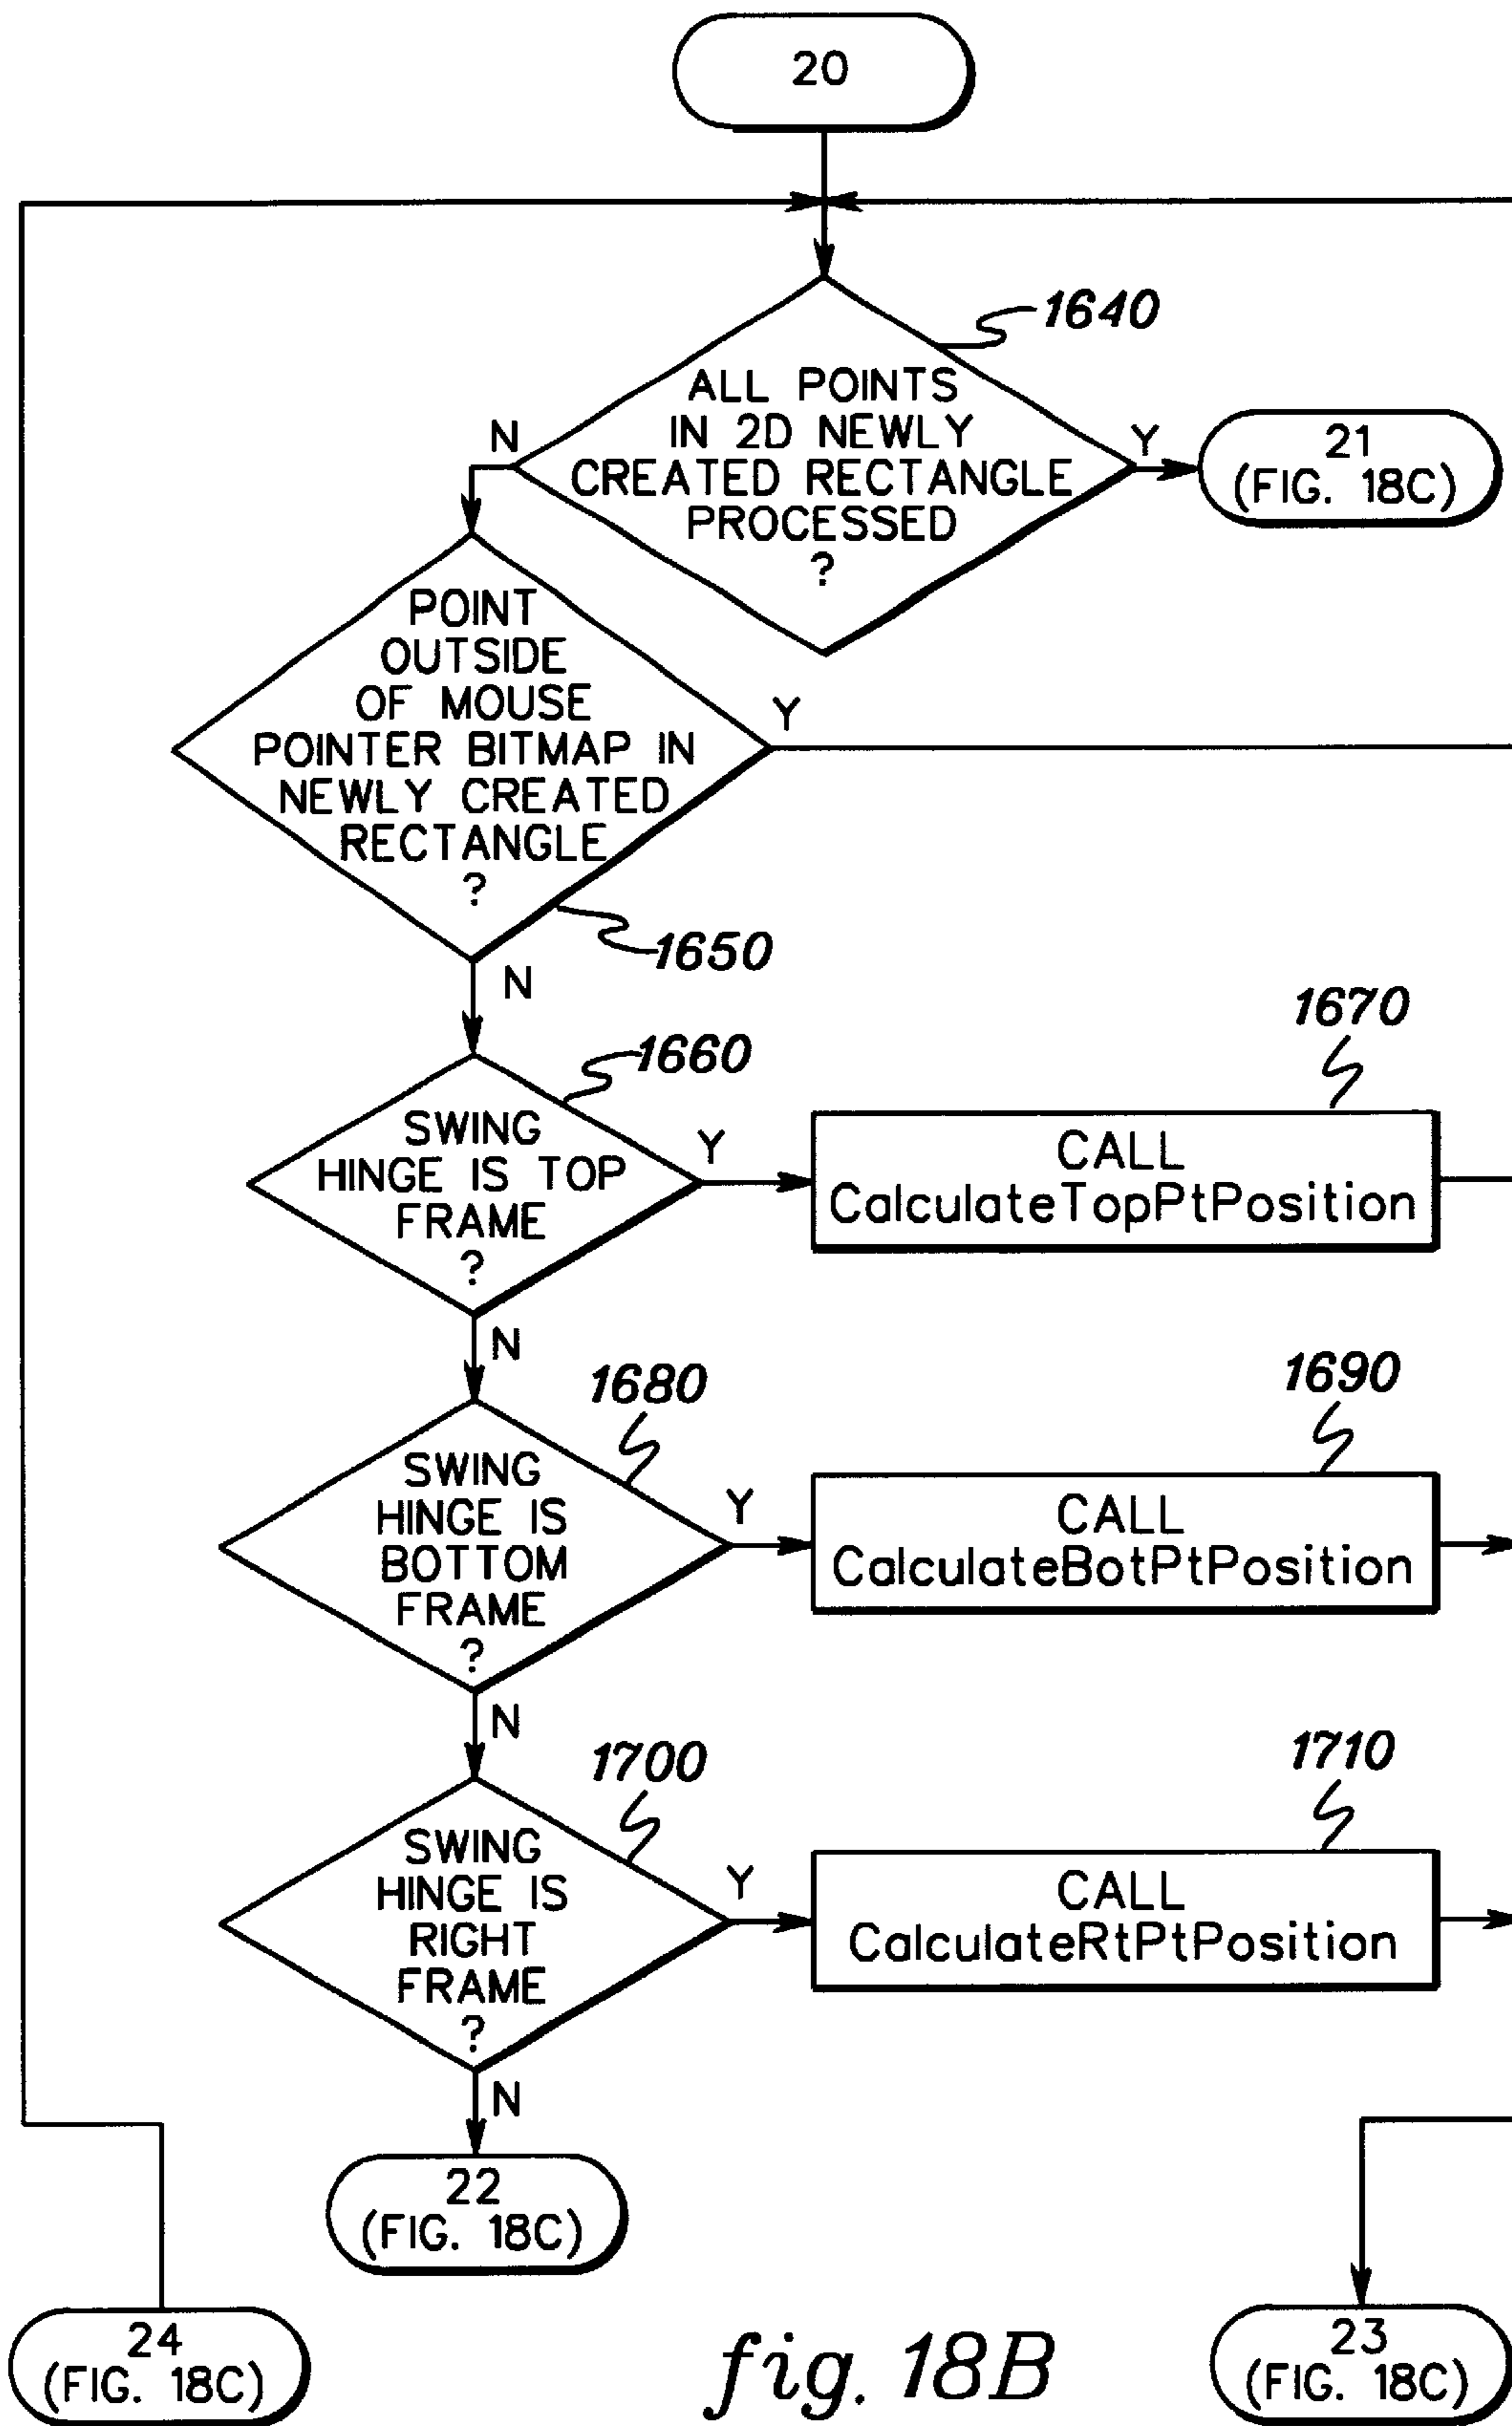 20
1640
ALL POINTS
IN 2D NEWLY
CREATED RECTANGLE
PROCESSED
?
N
Y
21
(FIG. 18C)
POINT
OUTSIDE
OF MOUSE
POINTER BITMAP IN
NEWLY CREATED
RECTANGLE
?
Y
1650
N
1660
SWING
HINGE IS TOP
FRAME
?
Y
1670
CALL
CalculateTopPtPosition
N
1680
SWING
HINGE IS
BOTTOM
FRAME
?
Y
1690
CALL
CalculateBotPtPosition
N
1700
SWING
HINGE IS
RIGHT
FRAME
?
Y
1710
CALL
CalculateRtPtPosition
N
22
(FIG. 18C)
24
(FIG. 18C)
23
(FIG. 18C)
fig. 18B